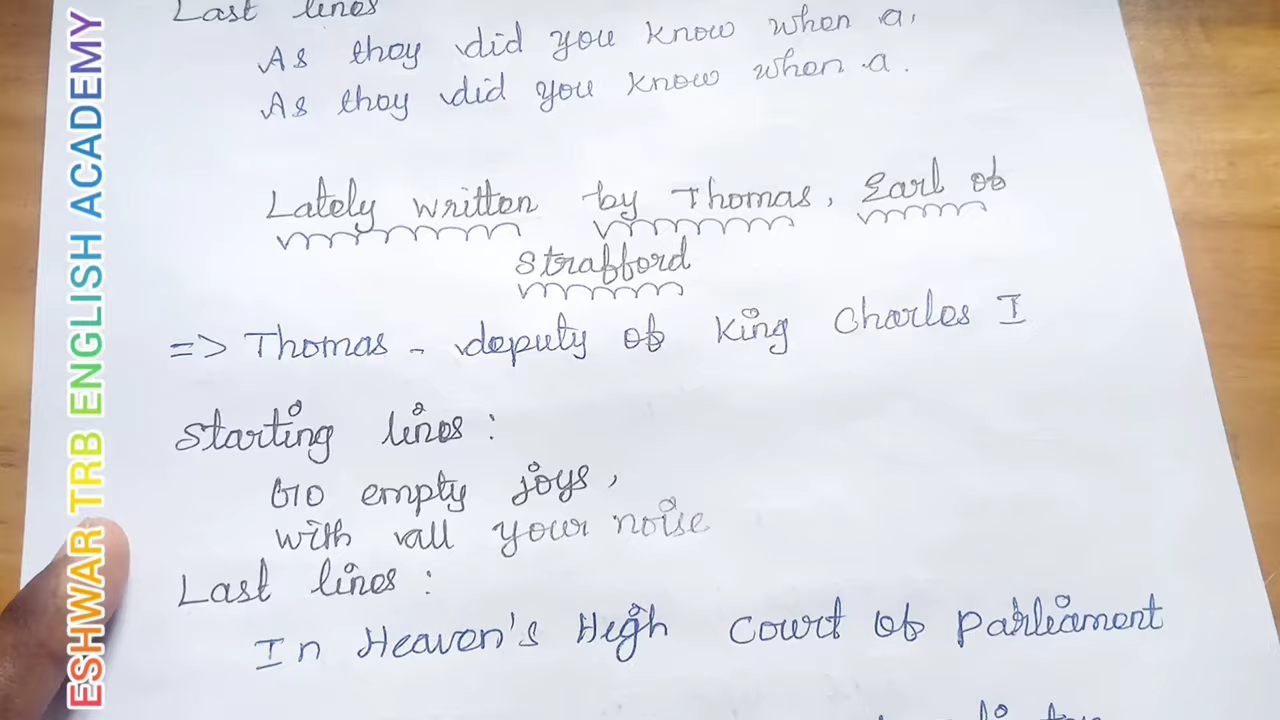 Last lines
As they did you know when a,
As they did you know when a.
Lately written by Thomas, Earl of
Strafford
=> Thomas - deputy of King Charles I
Starting lines :
Go empty joys,
with all your noise
Last lines :
In Heaven's High Court of Parliament
ESHWAR TRB ENGLISH ACADEMY